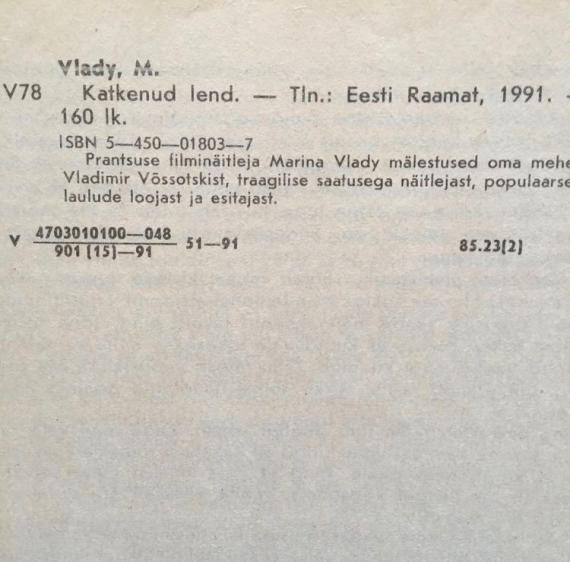 Vlady, M.
V78 Katkenud lend. — Tln.: Eesti Raamat, 1991. -
160 lk.
ISBN 5—450—01803—7
Prantsuse filminäitleja Marina Vlady mälestused oma mehe
Vladimir Võssotskist, traagilise saatusega näitlejast, populaarse
laulude loojast ja esitajast.
V 4703010100—048 51—91 85.23(2)
901 (15)—91